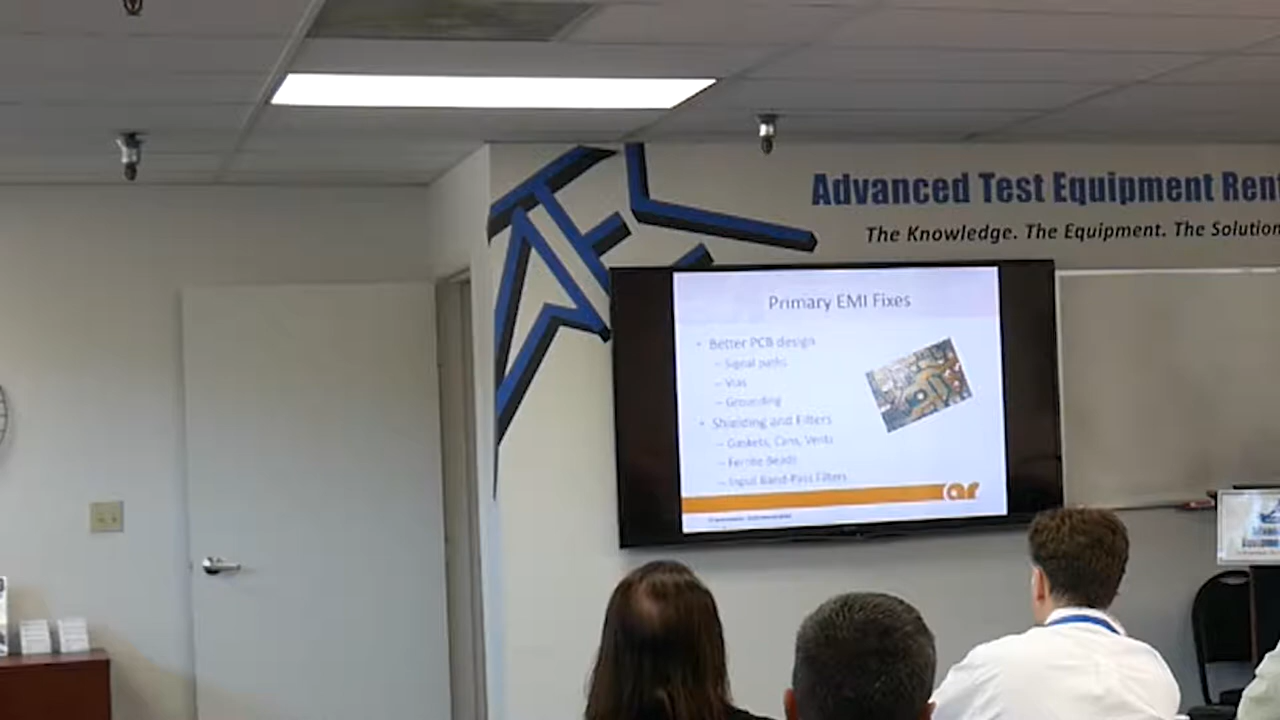 Advanced Test Equipment Rent
The Knowledge. The Equipment. The Solution
Primary EMI Fixes
• Better PCB design
– Signal paths
– Vias
– Grounding
• Shielding and Filters
– Gaskets, Cans, Vents
– Ferrite Beads
– Input Band-Pass Filters
ar